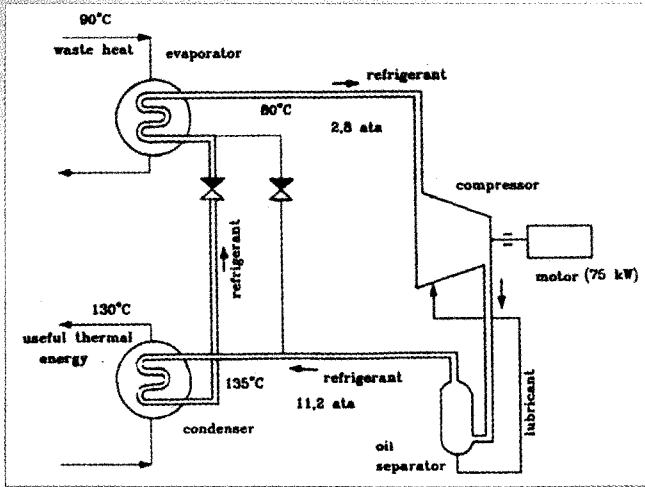 90°C
waste heat
evaporator
refrigerant
80°C
2,8 ata
compressor
motor (75 kW)
refrigerant
130°C
useful thermal
energy
135°C
refrigerant
11,2 ata
condenser
oil
separator
lubricant